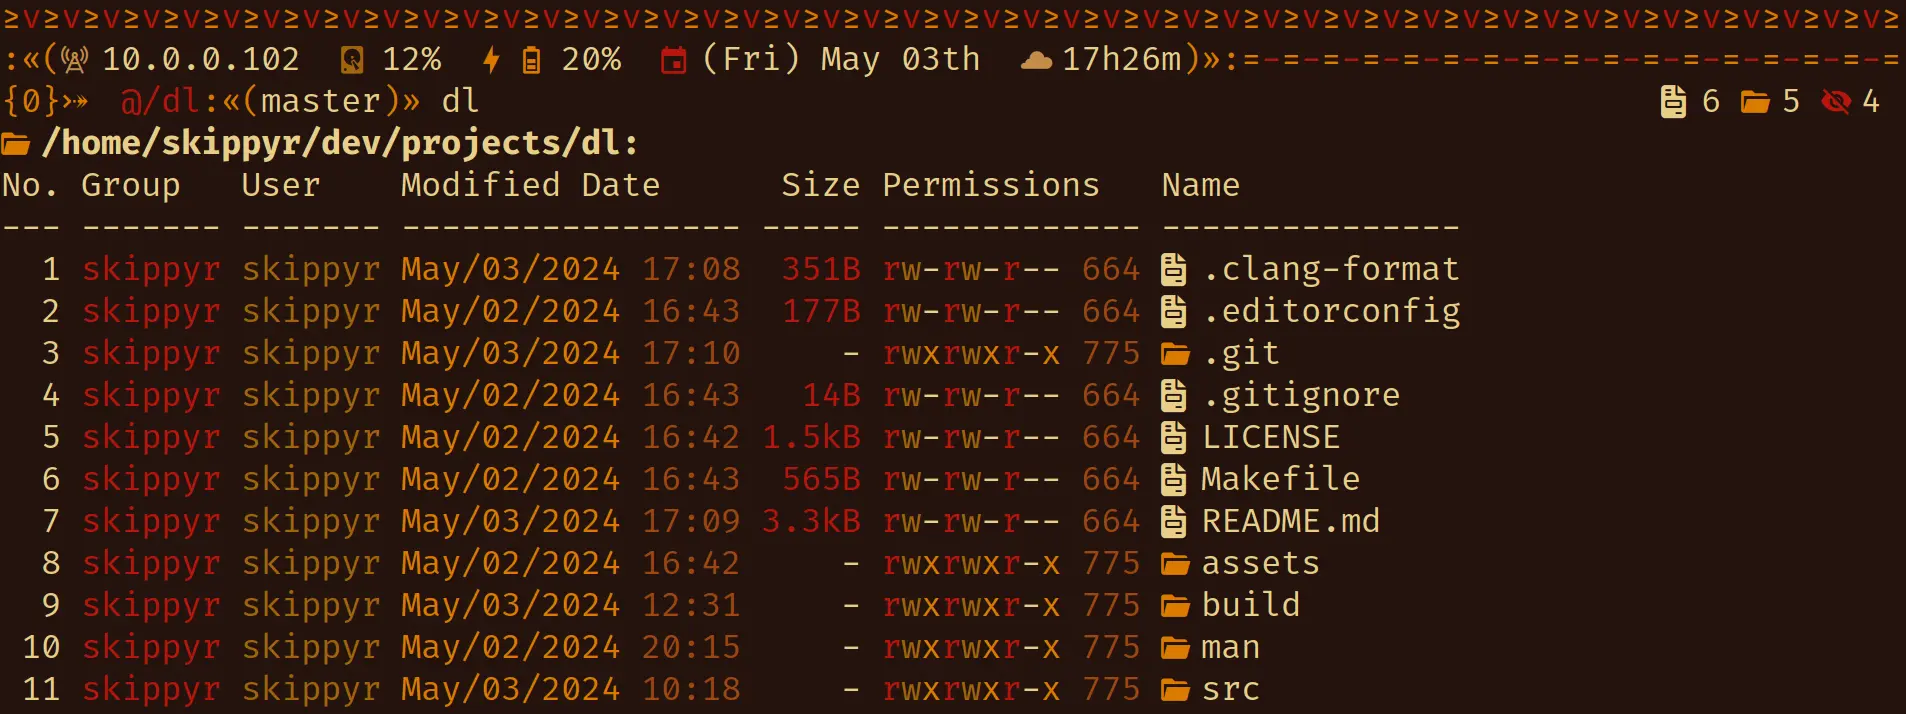 ≥v≥v≥v≥v≥v≥v≥v≥v≥v≥v≥v≥v≥v≥v≥v≥v≥v≥v≥v≥v≥v≥v≥v≥v≥v≥v≥v≥v≥v≥v≥v≥v≥v≥v≥v≥v≥v≥v≥v≥v≥v≥v≥v≥v≥v≥v≥v≥
:«( 10.0.0.102 12% 20% (Fri) May 03th 17h26m)»:=-=-=-=-=-=-=-=-=-=-=-=-=-=-=-=-=
{0}⤐ @/dl:«(master)» dl 6 5 4
/home/skippyr/dev/projects/dl:
No. Group User Modified Date Size Permissions Name
--- ------- ------- ----------------- ----- ------------- ---------------
1 skippyr skippyr May/03/2024 17:08 351B rw-rw-r-- 664 .clang-format
2 skippyr skippyr May/02/2024 16:43 177B rw-rw-r-- 664 .editorconfig
3 skippyr skippyr May/03/2024 17:10 - rwxrwxr-x 775 .git
4 skippyr skippyr May/02/2024 16:43 14B rw-rw-r-- 664 .gitignore
5 skippyr skippyr May/02/2024 16:42 1.5kB rw-rw-r-- 664 LICENSE
6 skippyr skippyr May/02/2024 16:43 565B rw-rw-r-- 664 Makefile
7 skippyr skippyr May/03/2024 17:09 3.3kB rw-rw-r-- 664 README.md
8 skippyr skippyr May/02/2024 16:42 - rwxrwxr-x 775 assets
9 skippyr skippyr May/03/2024 12:31 - rwxrwxr-x 775 build
10 skippyr skippyr May/02/2024 20:15 - rwxrwxr-x 775 man
11 skippyr skippyr May/03/2024 10:18 - rwxrwxr-x 775 src